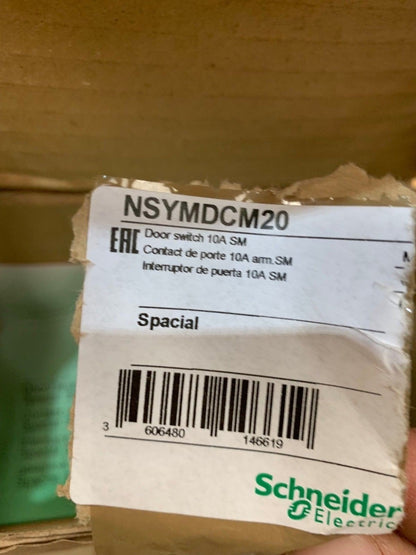 NSYMDCM20
EAC
Door switch 10A SM
Contact de porte 10A arm.SM
Interruptor de puerta 10A SM
Spacial
3 606480 146619
Schneider
Electric